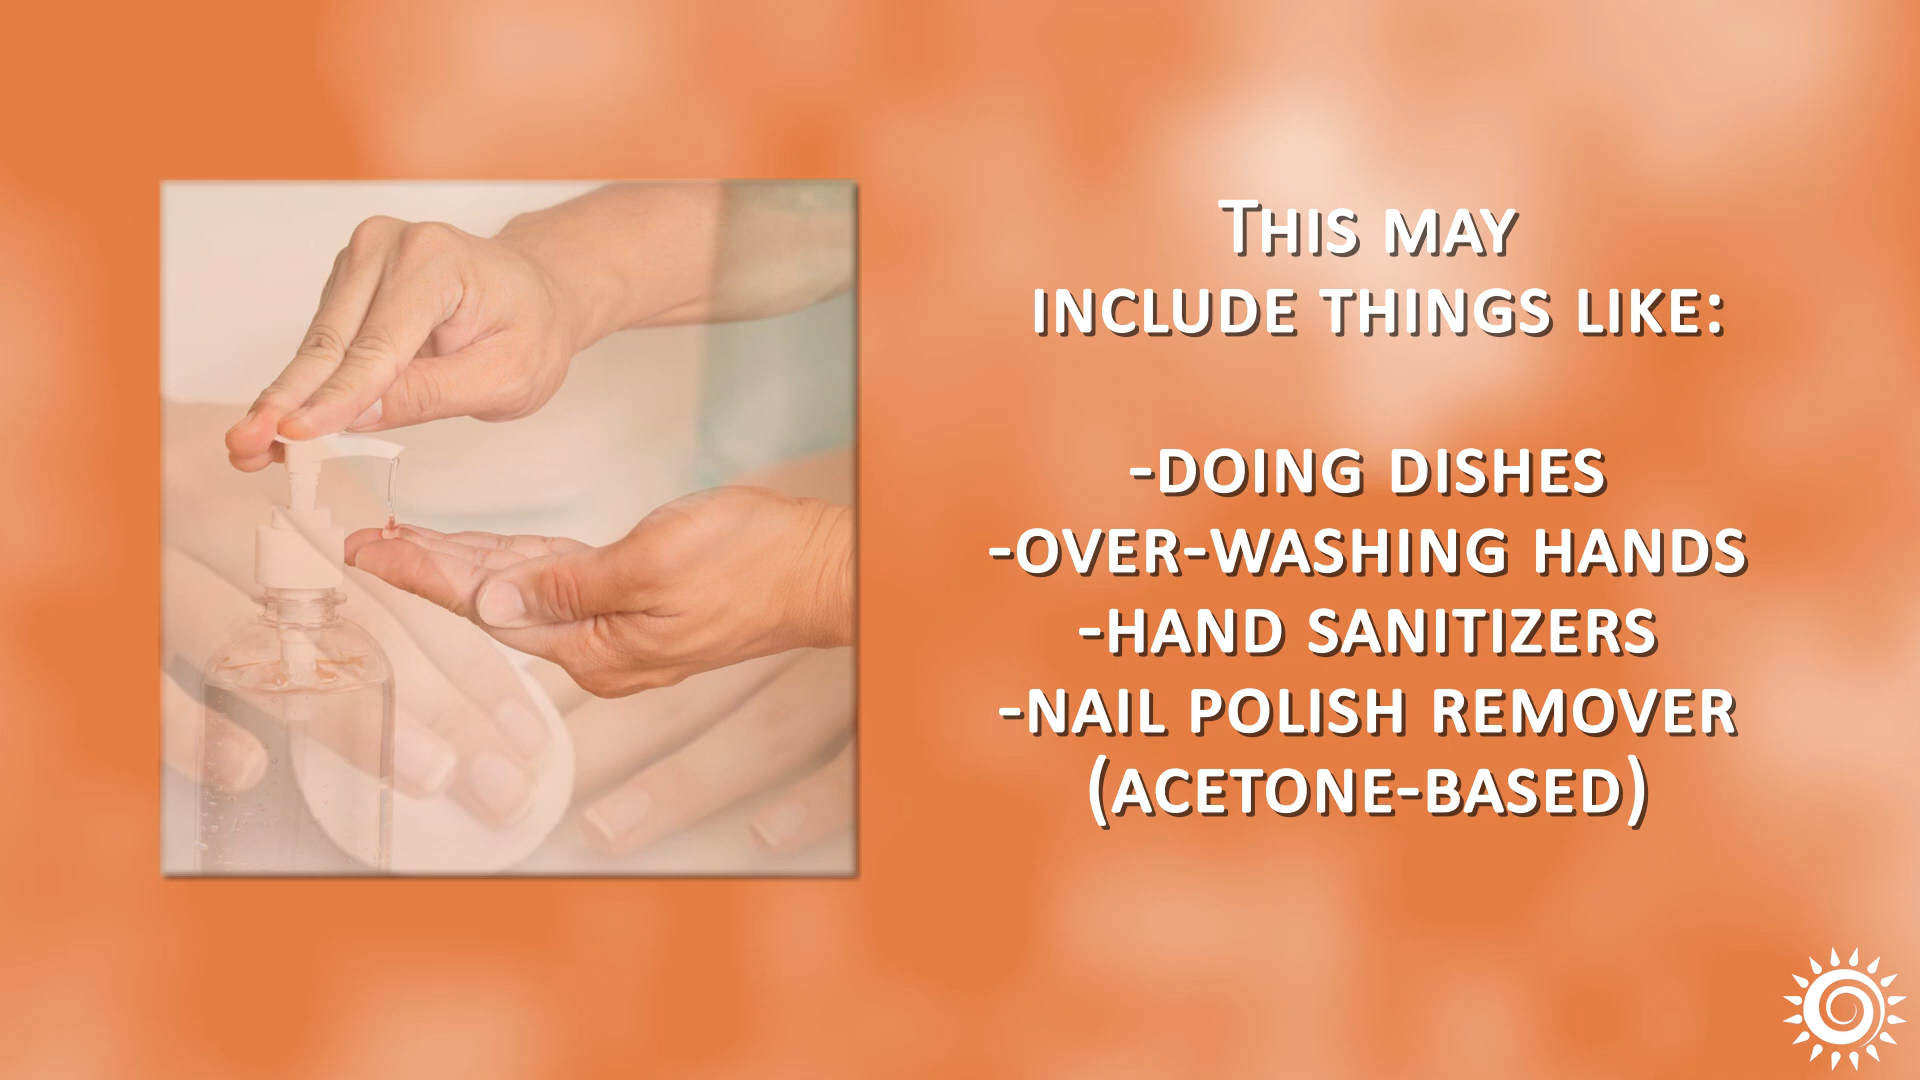 This may
include things like:
-doing dishes
-over-washing hands
-hand sanitizers
-nail polish remover
(acetone-based)